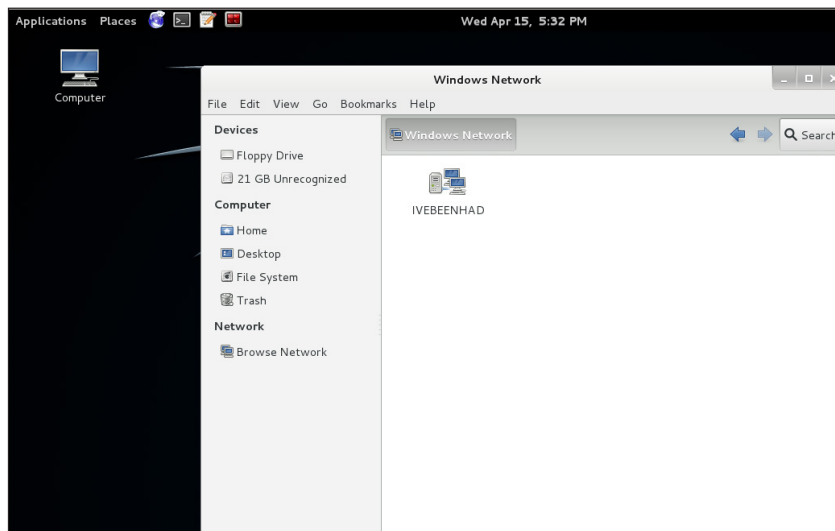 Applications Places Wed Apr 15, 5:32 PM
Computer
Windows Network
File Edit View Go Bookmarks Help
Devices
Floppy Drive
21 GB Unrecognized
Computer
Home
Desktop
File System
Trash
Network
Browse Network
Windows Network
Search
IVEBEENHAD